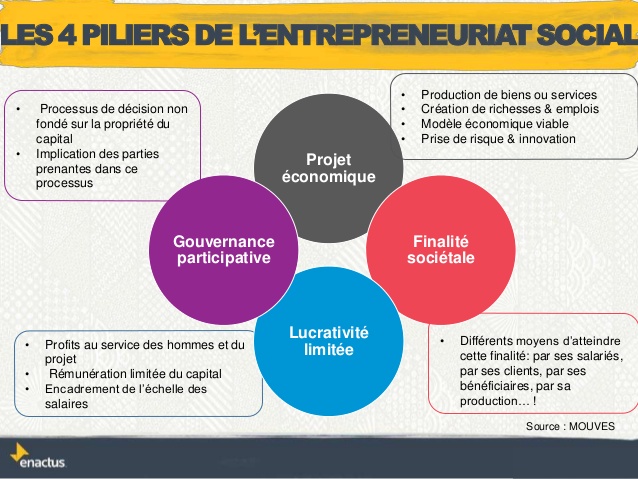 LES 4 PILIERS DE L'ENTREPRENEURIAT SOCIAL
• Processus de décision non
fondé sur la propriété du
capital
• Implication des parties
prenantes dans ce
processus
• Production de biens ou services
• Création de richesses & emplois
• Modèle économique viable
• Prise de risque & innovation
Projet
économique
Gouvernance
participative
Finalité
sociétale
Lucrativité
limitée
• Profits au service des hommes et du
projet
• Rémunération limitée du capital
• Encadrement de l'échelle des
salaires
• Différents moyens d'atteindre
cette finalité: par ses salariés,
par ses clients, par ses
bénéficiaires, par sa
production… !
Source : MOUVES
enactus